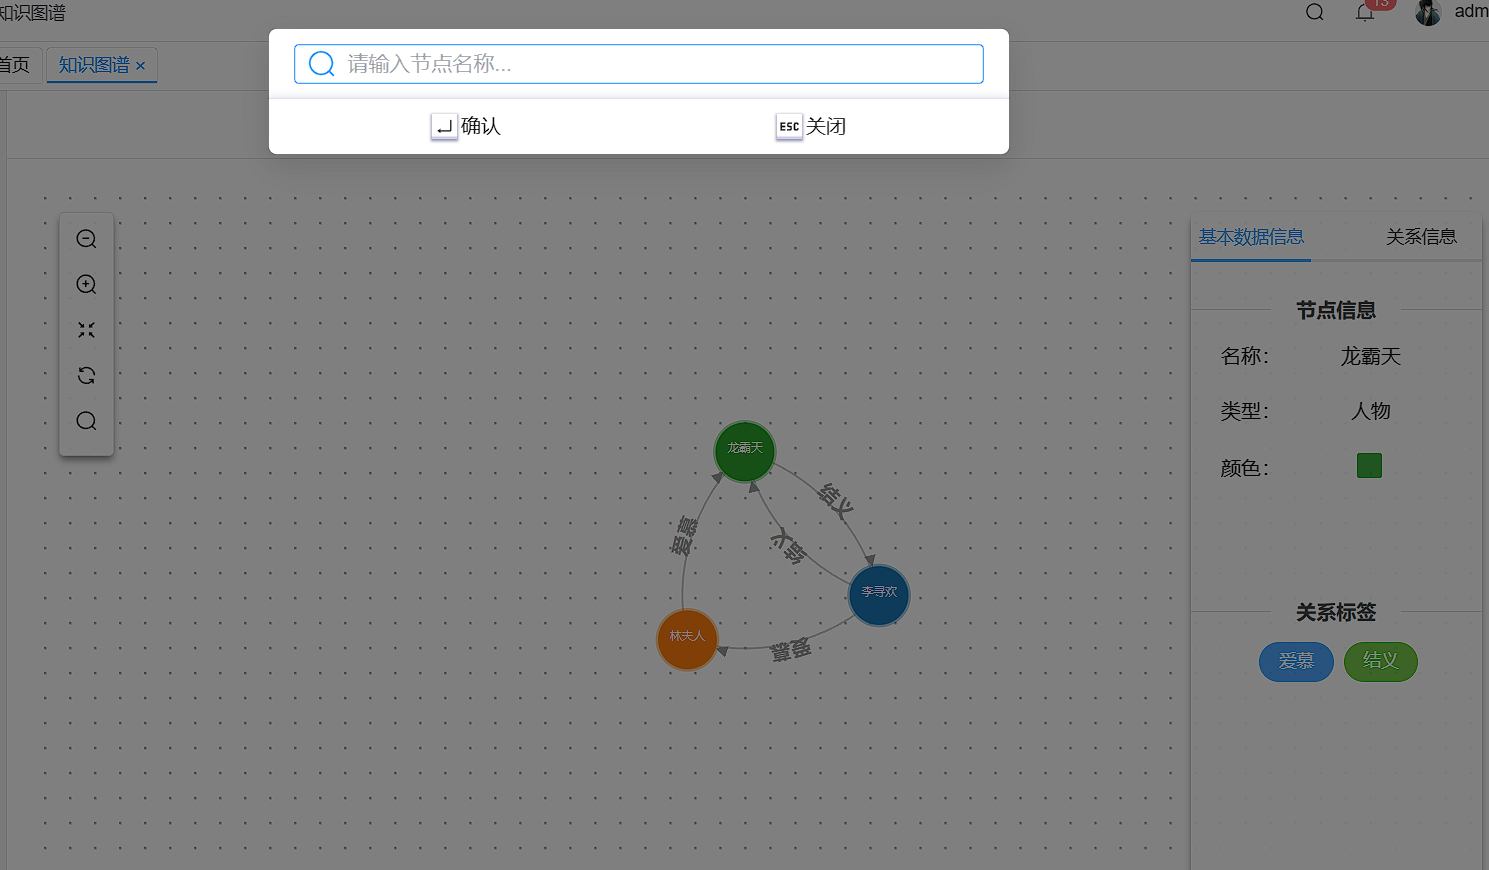 知识图谱
13
adm
首页
知识图谱 ×
请输入节点名称...
确认
ESC 关闭
基本数据信息
关系信息
节点信息
名称：
龙霸天
类型：
人物
颜色：
龙霸天
结义
爱慕
结义
李寻欢
林夫人
爱慕
关系标签
爱慕
结义